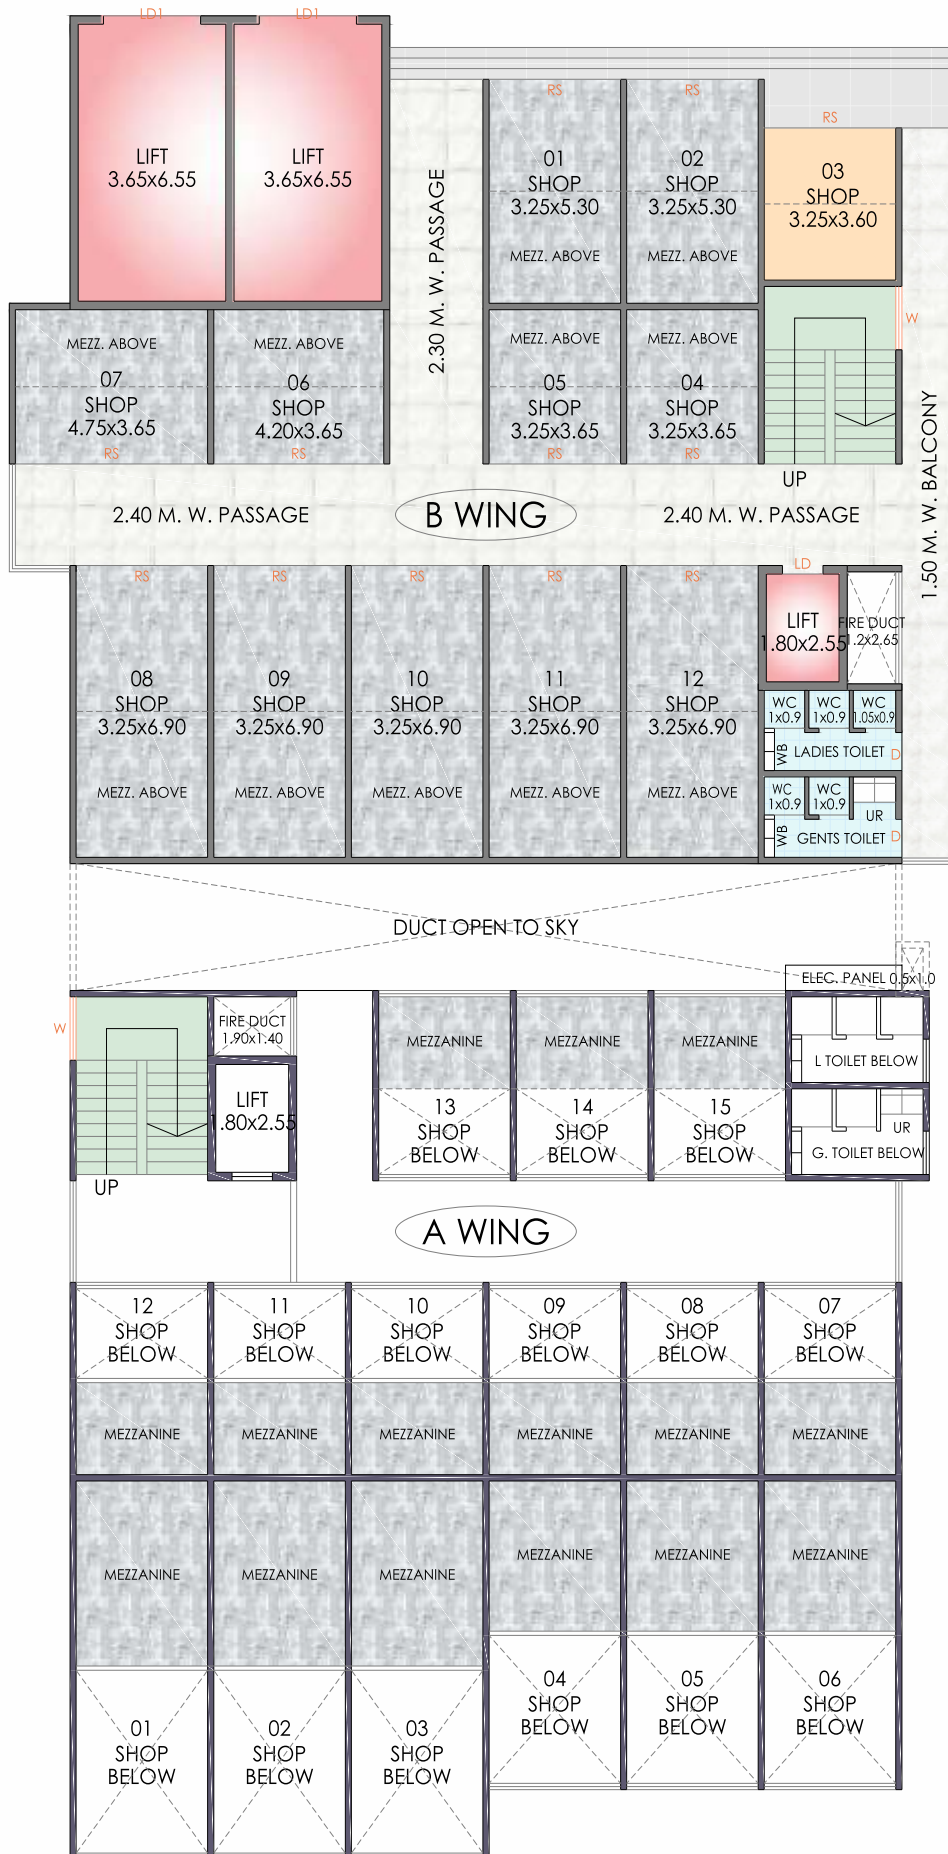 LD1
LD1
LIFT
3.65x6.55
LIFT
3.65x6.55
2.30 M. W. PASSAGE
RS
01
SHOP
3.25x5.30
MEZZ. ABOVE
RS
02
SHOP
3.25x5.30
MEZZ. ABOVE
RS
03
SHOP
3.25x3.60
W
MEZZ. ABOVE
07
SHOP
4.75x3.65
RS
MEZZ. ABOVE
06
SHOP
4.20x3.65
RS
MEZZ. ABOVE
05
SHOP
3.25x3.65
RS
MEZZ. ABOVE
04
SHOP
3.25x3.65
RS
UP
1.50 M. W. BALCONY
2.40 M. W. PASSAGE
B WING
2.40 M. W. PASSAGE
RS
08
SHOP
3.25x6.90
MEZZ. ABOVE
RS
09
SHOP
3.25x6.90
MEZZ. ABOVE
RS
10
SHOP
3.25x6.90
MEZZ. ABOVE
RS
11
SHOP
3.25x6.90
MEZZ. ABOVE
RS
12
SHOP
3.25x6.90
MEZZ. ABOVE
LD
LIFT
1.80x2.55
FIRE DUCT
1.2x2.65
WC
1x0.9
WC
1x0.9
WC
1.05x0.9
WB
LADIES TOILET
D
WC
1x0.9
WC
1x0.9
UR
WB
GENTS TOILET
D
DUCT OPEN TO SKY
ELEC. PANEL 0.5x1.0
W
FIRE DUCT
1.90x1.40
LIFT
1.80x2.55
UP
MEZZANINE
13
SHOP
BELOW
MEZZANINE
14
SHOP
BELOW
MEZZANINE
15
SHOP
BELOW
L TOILET BELOW
UR
G. TOILET BELOW
A WING
12
SHOP
BELOW
11
SHOP
BELOW
10
SHOP
BELOW
09
SHOP
BELOW
08
SHOP
BELOW
07
SHOP
BELOW
MEZZANINE
MEZZANINE
MEZZANINE
MEZZANINE
MEZZANINE
MEZZANINE
MEZZANINE
MEZZANINE
MEZZANINE
MEZZANINE
MEZZANINE
MEZZANINE
01
SHOP
BELOW
02
SHOP
BELOW
03
SHOP
BELOW
04
SHOP
BELOW
05
SHOP
BELOW
06
SHOP
BELOW